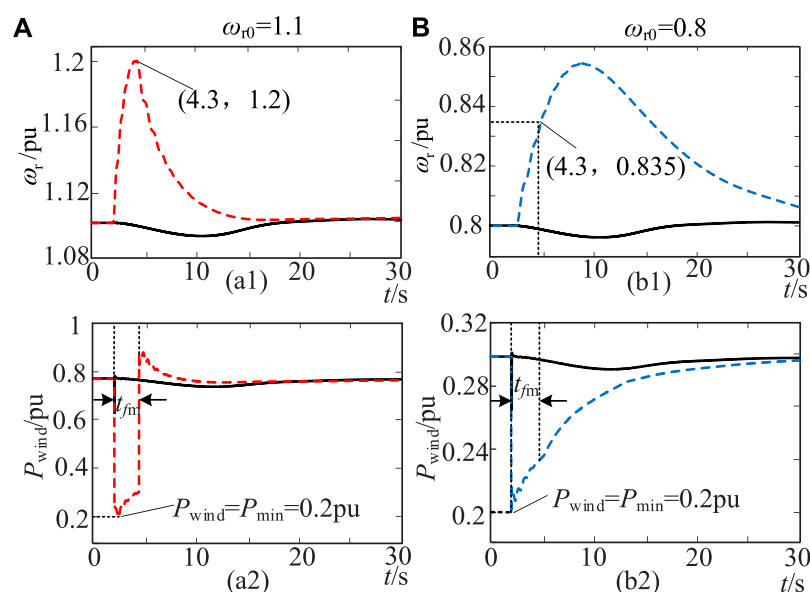 A
ω_r0=1.1
1.2
1.16
1.12
1.08
ω_r/pu
(4.3，1.2)
0
10
20
30
(a1)
t/s
B
ω_r0=0.8
0.86
0.84
0.82
0.8
ω_r/pu
(4.3，0.835)
0
10
20
30
(b1)
t/s
1
0.8
0.6
0.4
0.2
P_wind/pu
t_fm
P_wind=P_min=0.2pu
0
10
20
30
(a2)
t/s
0.32
0.28
0.24
0.2
P_wind/pu
t_fm
P_wind=P_min=0.2pu
0
10
20
30
(b2)
t/s